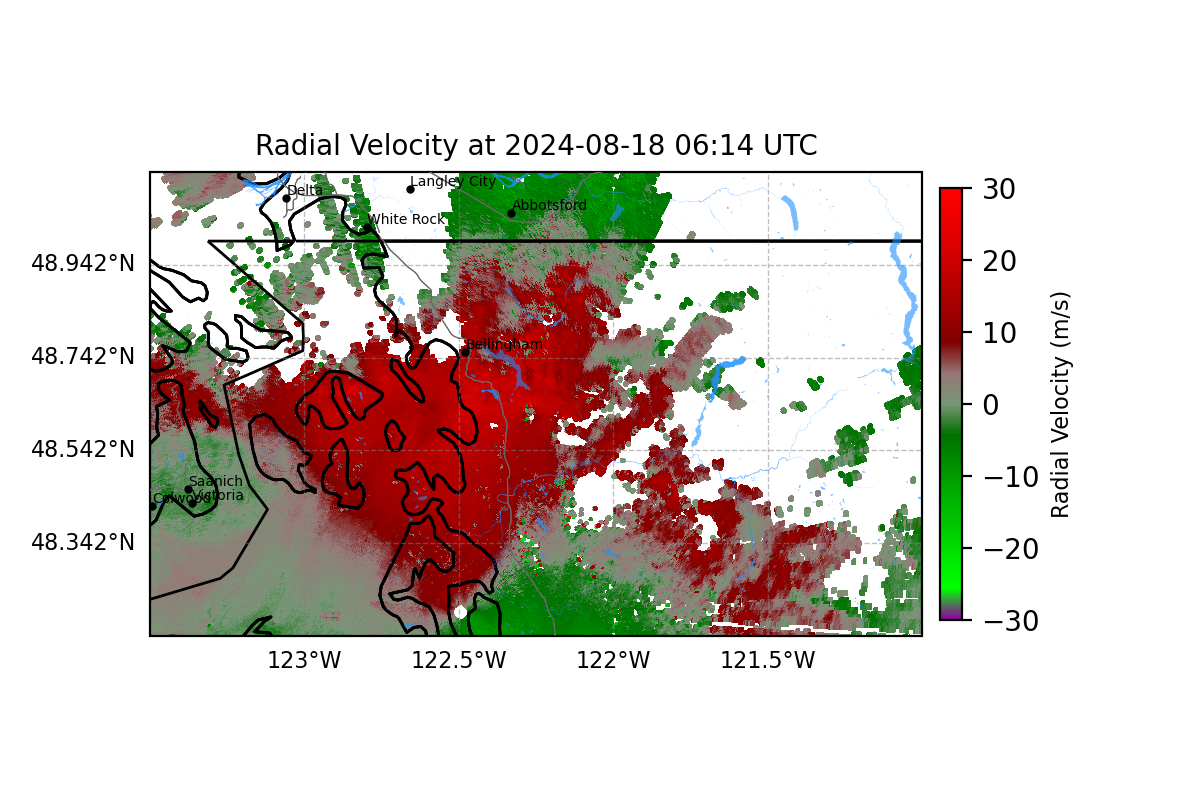 Radial Velocity at 2024-08-18 06:14 UTC
Langley City
Delta
Abbotsford
White Rock
Bellingham
Saanich
Victoria
Colwood
48.942°N
48.742°N
48.542°N
48.342°N
123°W
122.5°W
122°W
121.5°W
30
20
10
0
−10
−20
−30
Radial Velocity (m/s)